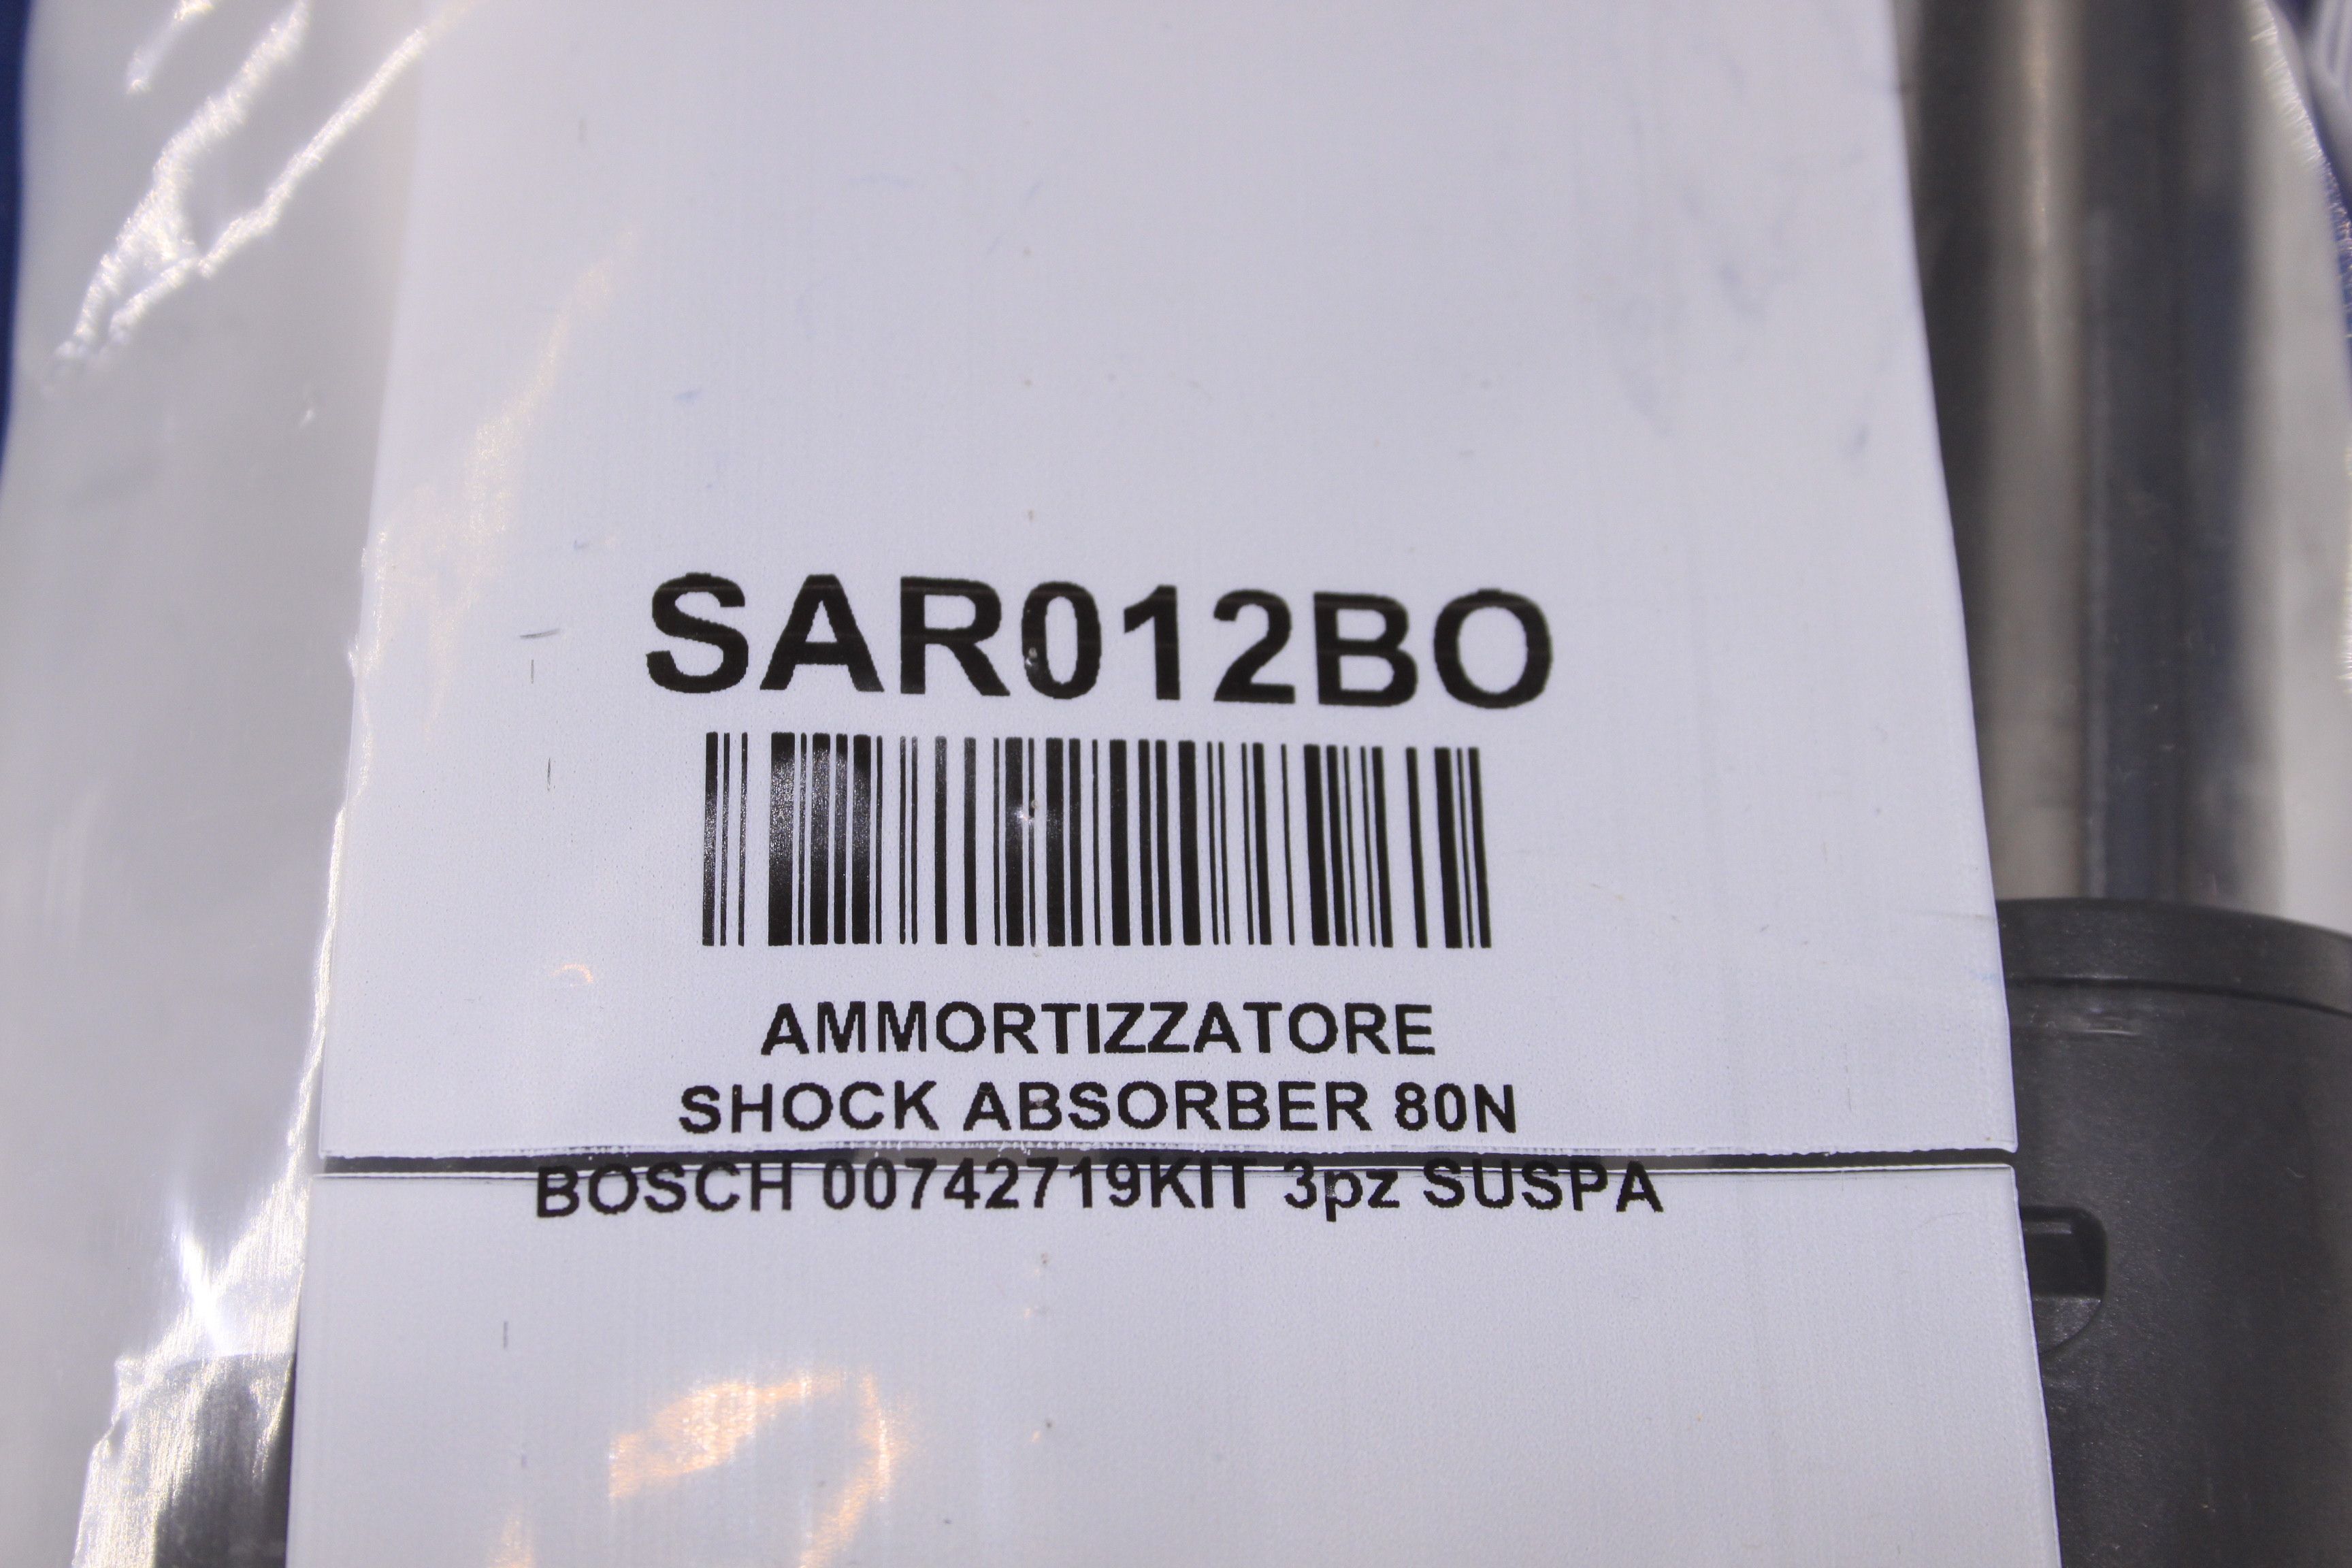 SAR012BO
AMMORTIZZATORE
SHOCK ABSORBER 80N
BOSCH 00742719KIT 3pz SUSPA